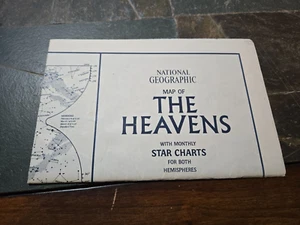 NATIONAL
GEOGRAPHIC
MAP OF
THE
HEAVENS
WITH MONTHLY
STAR CHARTS
FOR BOTH
HEMISPHERES